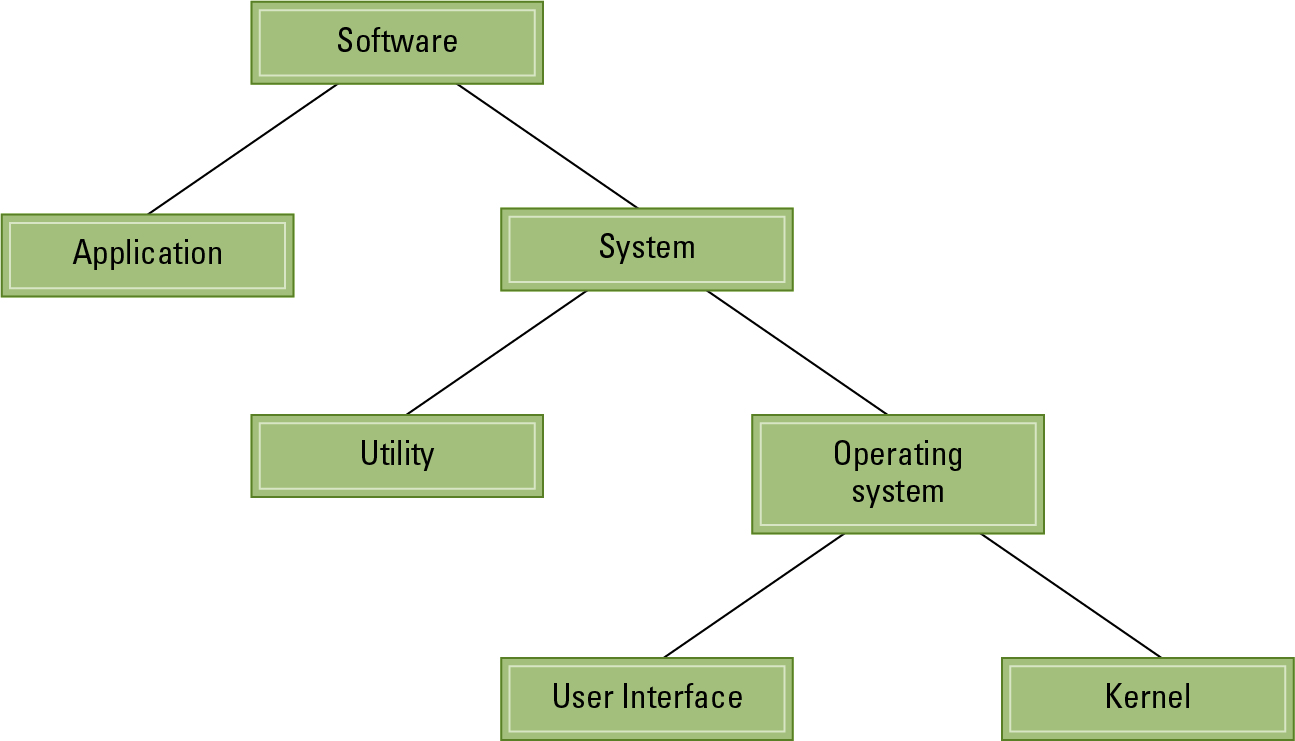 Software
Application
System
Utility
Operating
system
User Interface
Kernel